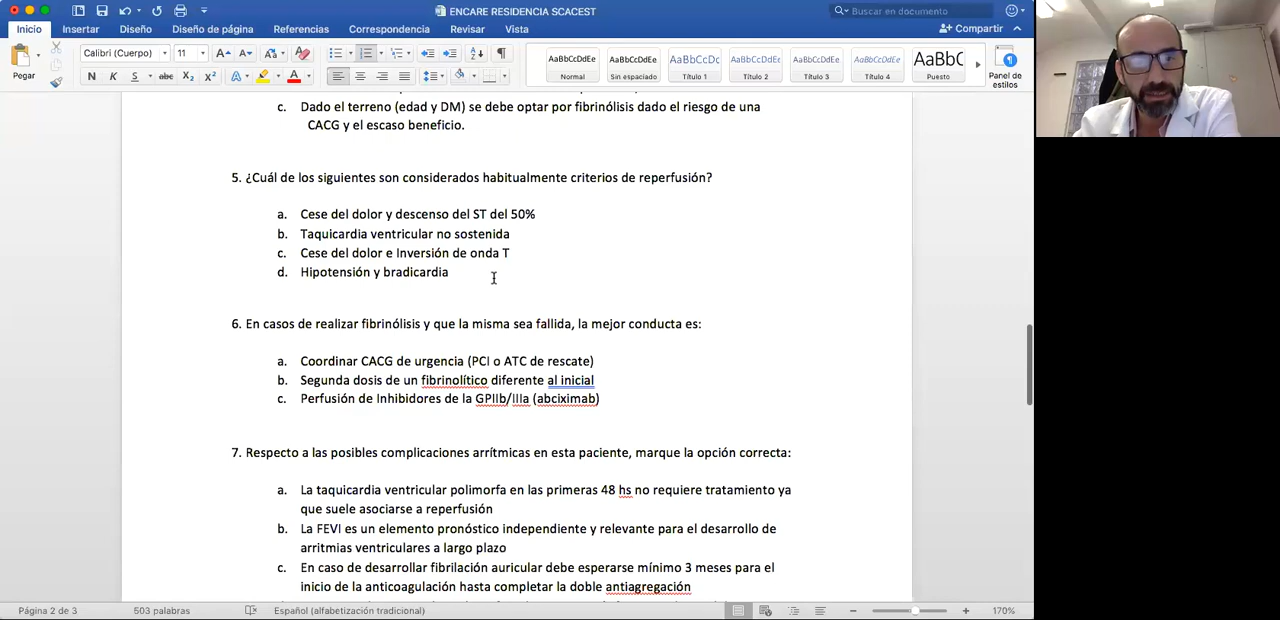 ENCARE RESIDENCIA SCACEST
Buscar en documento
Inicio Insertar Diseño Diseño de página Referencias Correspondencia Revisar Vista Compartir
Pegar
Calibri (Cuerpo) 11
N K S abc X₂ X²
AaBbCcDdEe AaBbCcDdEe AaBbCcDc AaBbCcDdEe AaBbCcDdEe AaBbCcDdEe AaBbC
Normal Sin espaciado Título 1 Título 2 Título 3 Título 4 Puesto
Panel de
estilos
c. Dado el terreno (edad y DM) se debe optar por fibrinólisis dado el riesgo de una
CACG y el escaso beneficio.
5. ¿Cuál de los siguientes son considerados habitualmente criterios de reperfusión?
a. Cese del dolor y descenso del ST del 50%
b. Taquicardia ventricular no sostenida
c. Cese del dolor e Inversión de onda T
d. Hipotensión y bradicardia
6. En casos de realizar fibrinólisis y que la misma sea fallida, la mejor conducta es:
a. Coordinar CACG de urgencia (PCI o ATC de rescate)
b. Segunda dosis de un fibrinolítico diferente al inicial
c. Perfusión de Inhibidores de la GPIIb/IIIa (abciximab)
7. Respecto a las posibles complicaciones arrítmicas en esta paciente, marque la opción correcta:
a. La taquicardia ventricular polimorfa en las primeras 48 hs no requiere tratamiento ya
que suele asociarse a reperfusión
b. La FEVI es un elemento pronóstico independiente y relevante para el desarrollo de
arritmias ventriculares a largo plazo
c. En caso de desarrollar fibrilación auricular debe esperarse mínimo 3 meses para el
inicio de la anticoagulación hasta completar la doble antiagregación
Página 2 de 3 503 palabras Español (alfabetización tradicional) 170%